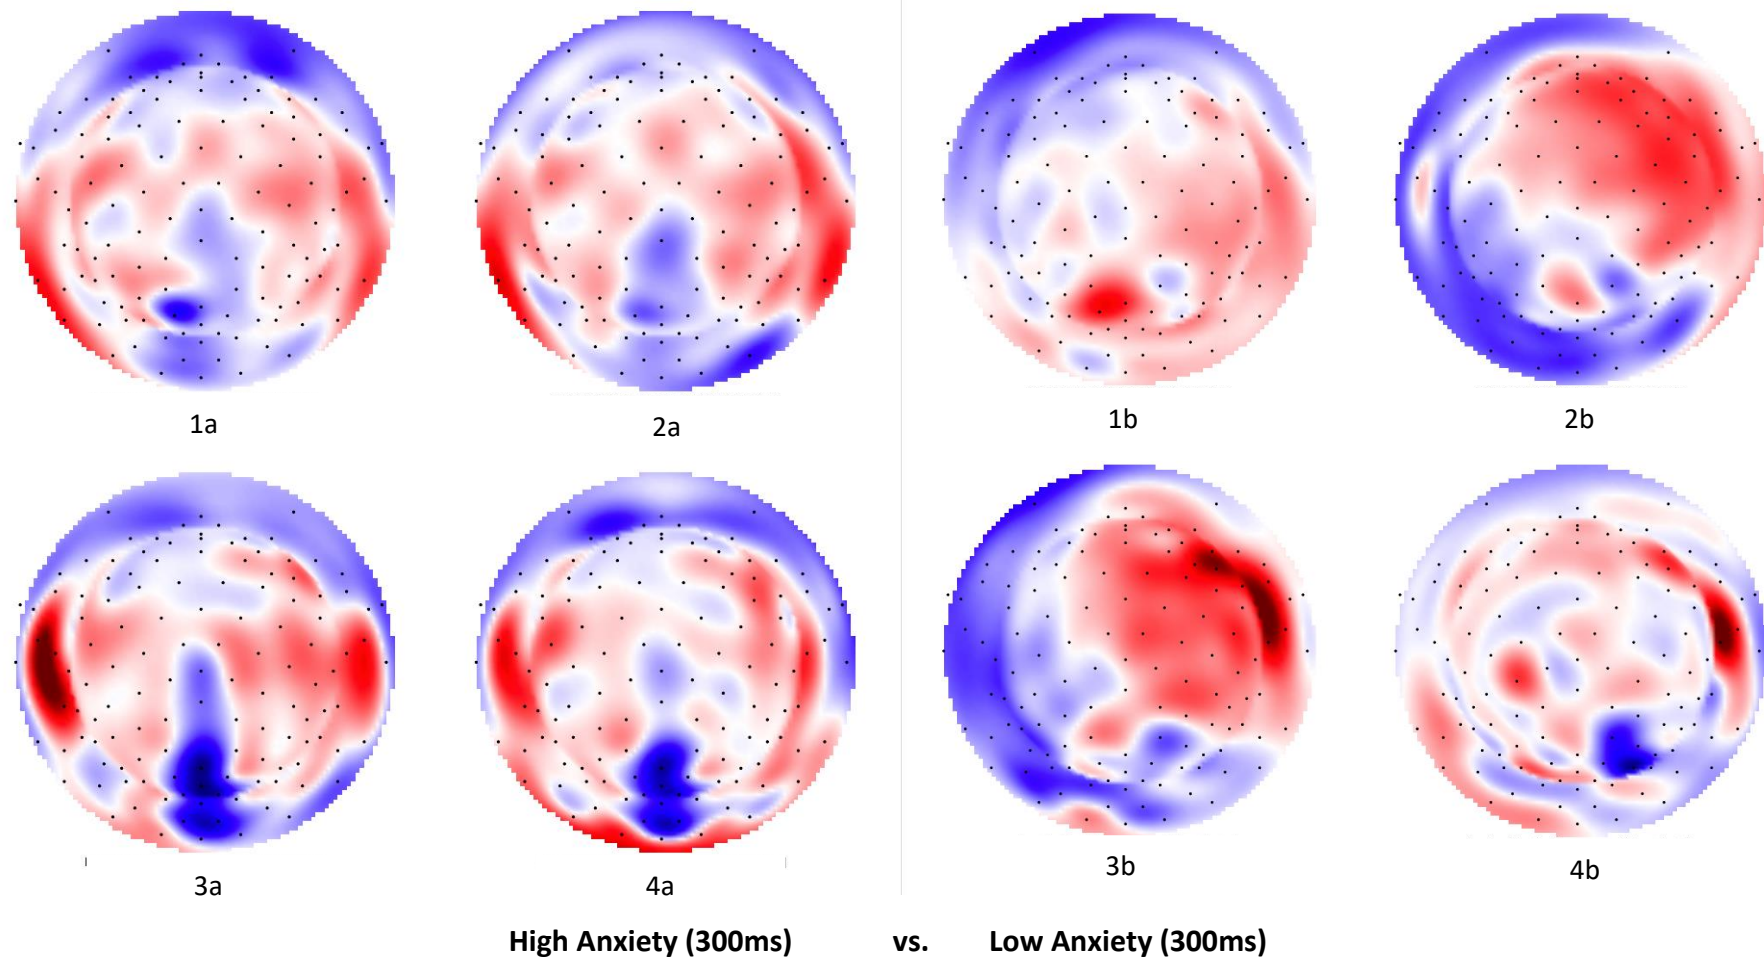 1a
2a
1b
2b
3a
4a
3b
4b
High Anxiety (300ms) vs. Low Anxiety (300ms)